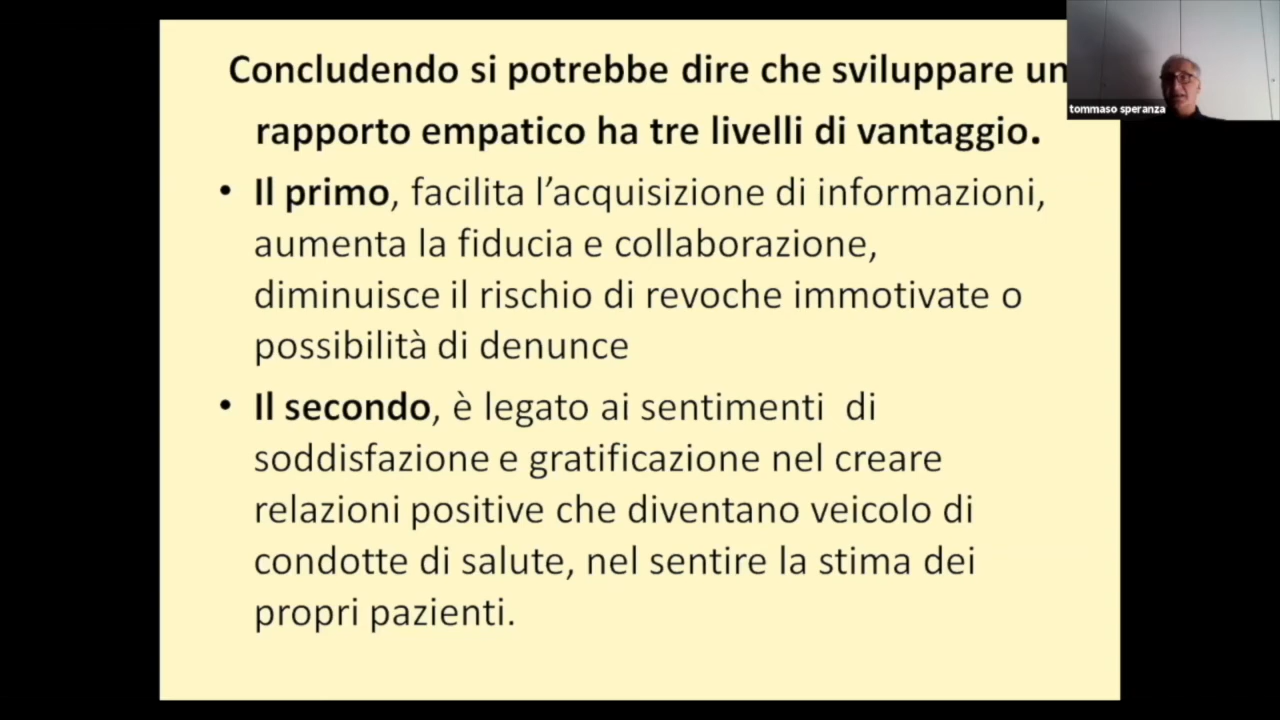 Concludendo si potrebbe dire che sviluppare un
rapporto empatico ha tre livelli di vantaggio.
• Il primo, facilita l’acquisizione di informazioni,
aumenta la fiducia e collaborazione,
diminuisce il rischio di revoche immotivate o
possibilità di denunce
• Il secondo, è legato ai sentimenti di
soddisfazione e gratificazione nel creare
relazioni positive che diventano veicolo di
condotte di salute, nel sentire la stima dei
propri pazienti.
tommaso speranza